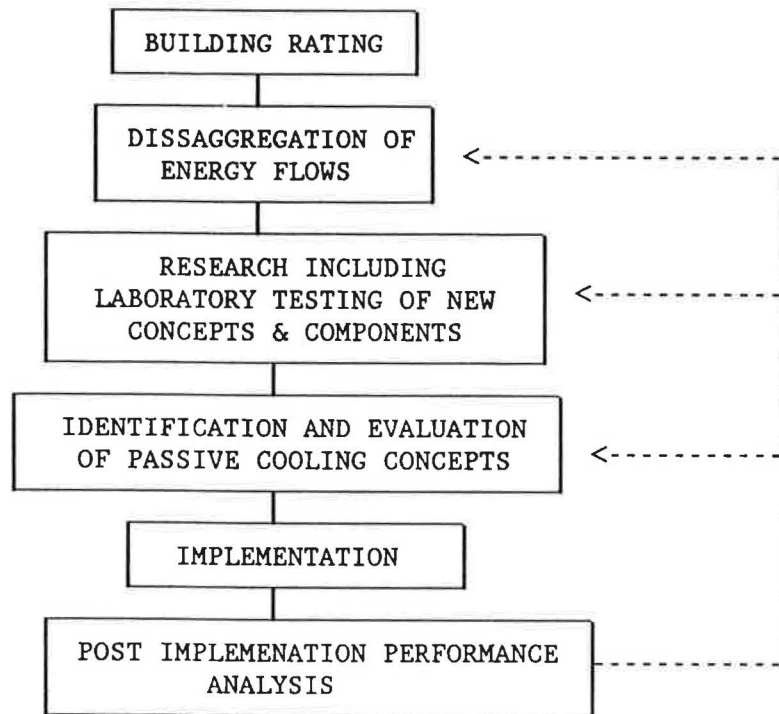 BUILDING RATING
DISSAGGREGATION OF
ENERGY FLOWS
RESEARCH INCLUDING
LABORATORY TESTING OF NEW
CONCEPTS & COMPONENTS
IDENTIFICATION AND EVALUATION
OF PASSIVE COOLING CONCEPTS
IMPLEMENTATION
POST IMPLEMENATION PERFORMANCE
ANALYSIS